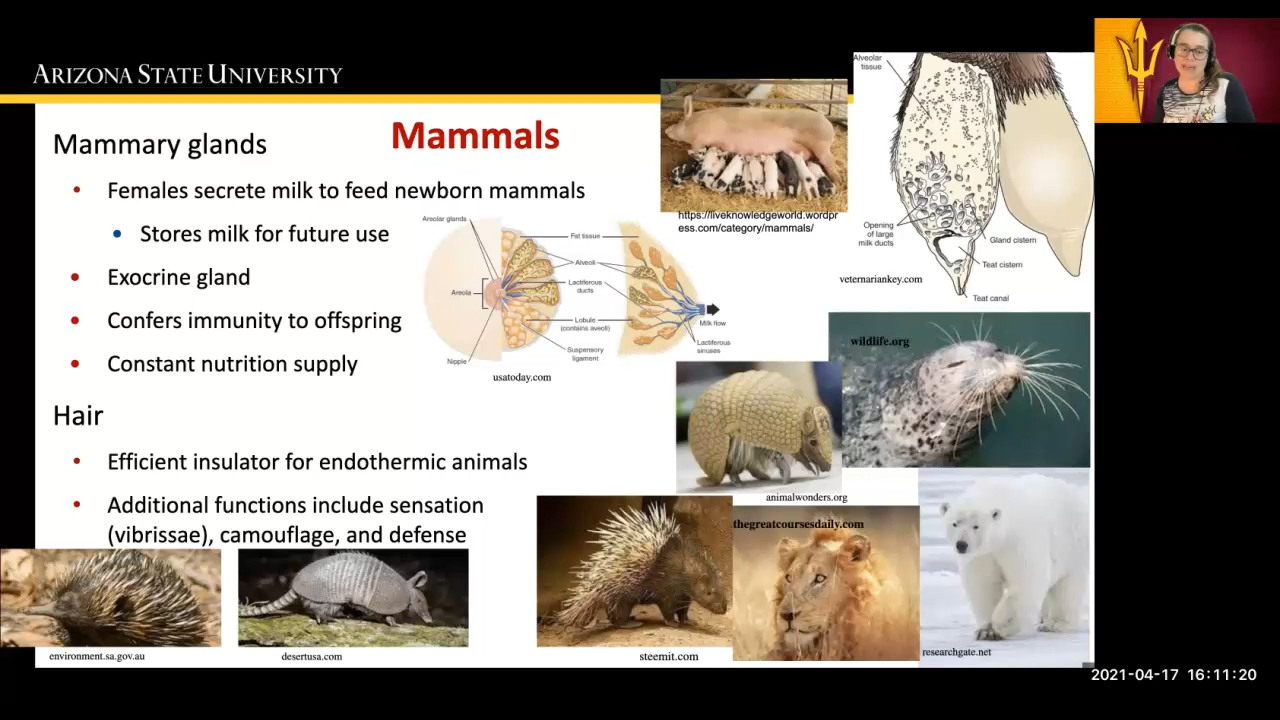 ARIZONA STATE UNIVERSITY
Mammals
Mammary glands
Females secrete milk to feed newborn mammals
Stores milk for future use
Exocrine gland
Confers immunity to offspring
Constant nutrition supply
Hair
Efficient insulator for endothermic animals
Additional functions include sensation
(vibrissae), camouflage, and defense
Areolar glands
Areola
Nipple
Fat tissue
Alveoli
Lactiferous
ducts
Lobule
(contains aveoli)
Suspensory
ligament
Milk flow
Lactiferous
sinuses
usatoday.com
https://liveknowledgeworld.wordpr
ess.com/category/mammals/
Alveolar
tissue
Opening
of large
milk ducts
Gland cistern
Teat cistern
Teat canal
veternariankey.com
wildlife.org
animalwonders.org
thegreatcoursesdaily.com
environment.sa.gov.au
desertusa.com
steemit.com
researchgate.net
2021-04-17 16:11:20